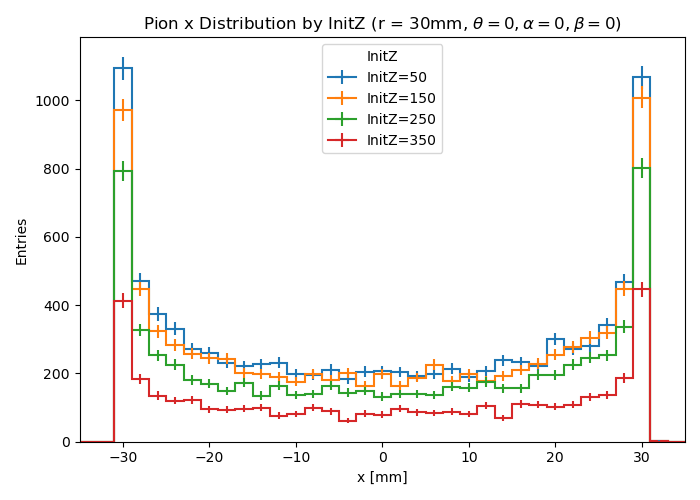 Pion x Distribution by InitZ (r = 30mm, θ = 0, α = 0, β = 0)
InitZ
InitZ=50
InitZ=150
InitZ=250
InitZ=350
Entries
1000
800
600
400
200
0
−30
−20
−10
0
10
20
30
x [mm]